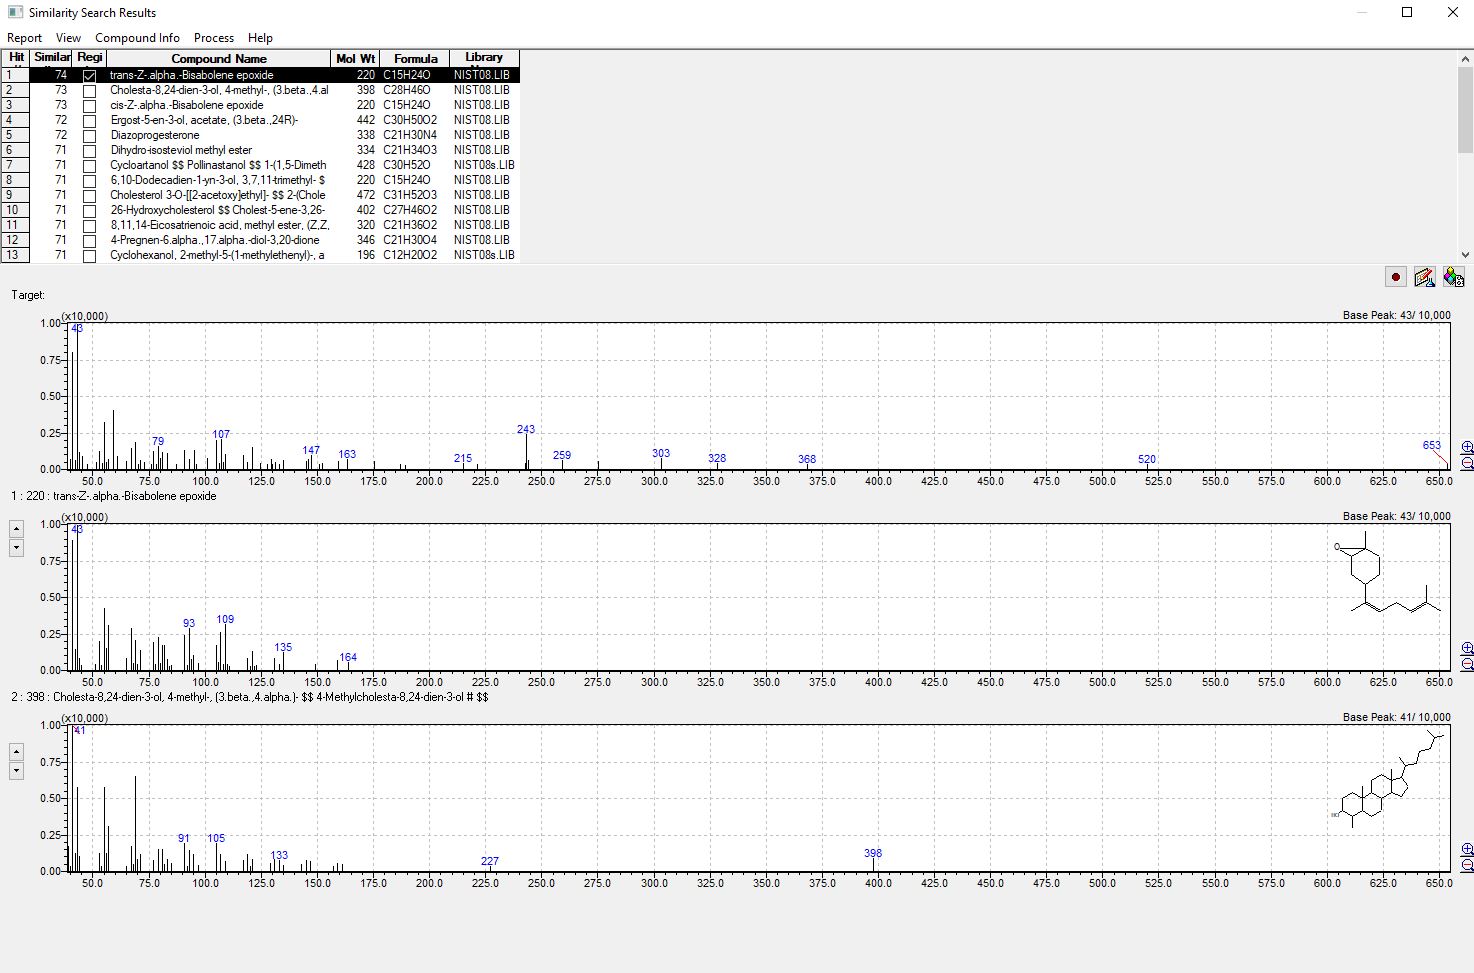 Similarity Search Results
Report View Compound Info Process Help
Hit Similar Regi Compound Name Mol Wt Formula Library
1 74 trans-Z-.alpha.-Bisabolene epoxide 220 C15H24O NIST08.LIB
2 73 Cholesta-8,24-dien-3-ol, 4-methyl-, (3.beta.,4.al 398 C28H46O NIST08.LIB
3 73 cis-Z-.alpha.-Bisabolene epoxide 220 C15H24O NIST08.LIB
4 72 Ergost-5-en-3-ol, acetate, (3.beta.,24R)- 442 C30H50O2 NIST08.LIB
5 72 Diazoprogesterone 338 C21H30N4 NIST08.LIB
6 71 Dihydro-isosteviol methyl ester 334 C21H34O3 NIST08.LIB
7 71 Cycloartanol $$ Pollinastanol $$ 1-(1,5-Dimeth 428 C30H52O NIST08s.LIB
8 71 6,10-Dodecadien-1-yn-3-ol, 3,7,11-trimethyl- $ 220 C15H24O NIST08.LIB
9 71 Cholesterol 3-O-[[2-acetoxy]ethyl]- $$ 2-(Chole 472 C31H52O3 NIST08.LIB
10 71 26-Hydroxycholesterol $$ Cholest-5-ene-3,26- 402 C27H46O2 NIST08.LIB
11 71 8,11,14-Eicosatrienoic acid, methyl ester, (Z,Z, 320 C21H36O2 NIST08.LIB
12 71 4-Pregnen-6.alpha.,17.alpha.-diol-3,20-dione 346 C21H30O4 NIST08.LIB
13 71 Cyclohexanol, 2-methyl-5-(1-methylethenyl)-, a 196 C12H20O2 NIST08s.LIB
Target:
(x10,000) Base Peak: 43/ 10,000
1.00 43
0.75
0.50
0.25 79 107 147 163 215 243 259 303 328 368 520 653
0.00
50.0 75.0 100.0 125.0 150.0 175.0 200.0 225.0 250.0 275.0 300.0 325.0 350.0 375.0 400.0 425.0 450.0 475.0 500.0 525.0 550.0 575.0 600.0 625.0 650.0
1 : 220 : trans-Z-.alpha.-Bisabolene epoxide
(x10,000) Base Peak: 43/ 10,000
1.00 43
0.75
0.50
0.25 93 109 135 164
0.00
O
50.0 75.0 100.0 125.0 150.0 175.0 200.0 225.0 250.0 275.0 300.0 325.0 350.0 375.0 400.0 425.0 450.0 475.0 500.0 525.0 550.0 575.0 600.0 625.0 650.0
2 : 398 : Cholesta-8,24-dien-3-ol, 4-methyl-, (3.beta.,4.alpha.)- $$ 4-Methylcholesta-8,24-dien-3-ol # $$
(x10,000) Base Peak: 41/ 10,000
1.00 41
0.75
0.50
0.25 91 105 133 227 398
0.00
HO
50.0 75.0 100.0 125.0 150.0 175.0 200.0 225.0 250.0 275.0 300.0 325.0 350.0 375.0 400.0 425.0 450.0 475.0 500.0 525.0 550.0 575.0 600.0 625.0 650.0